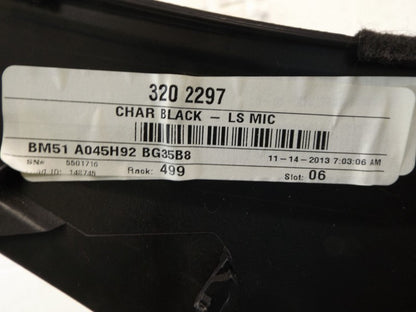 320 2297
CHAR BLACK - LS MIC
BM51 A045H92 BG35B8
11-14-2013 7:03:06 AM
SN# 5501716
ID: 148745 Rack: 499 Slot: 06